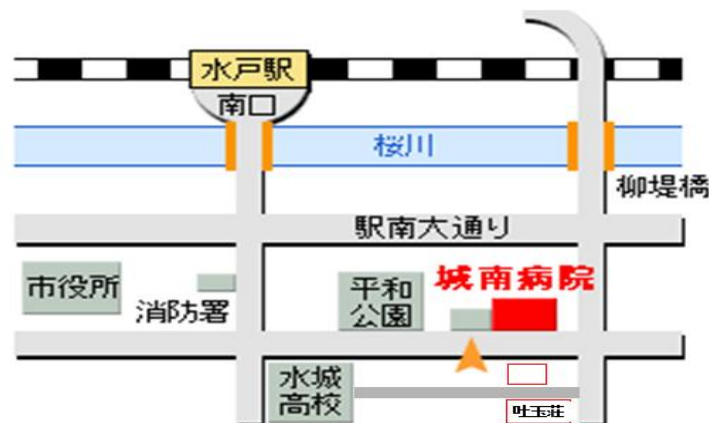 水戸駅
南口
桜川
柳堤橋
駅南大通り
市役所
消防署
平和
公園
城南病院
水城
高校
吐玉荘